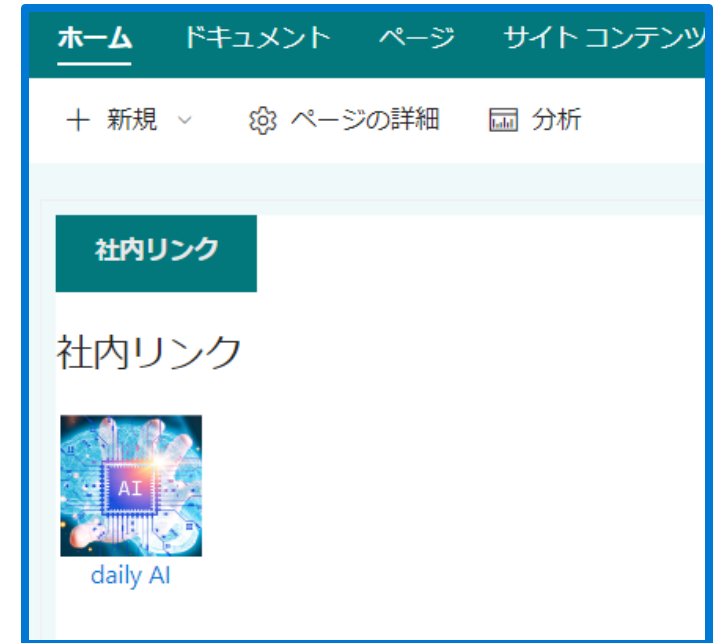 ホーム ドキュメント ページ サイト コンテンツ
＋ 新規 ページの詳細 分析
社内リンク
社内リンク
AI
daily AI